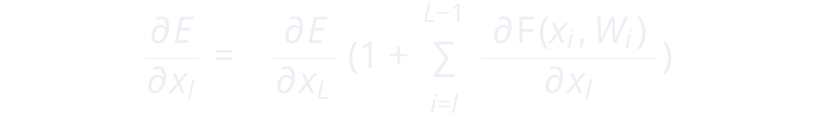 ∂E/∂x_l = ∂E/∂x_L (1 + ∑_{i=l}^{L−1} ∂F(x_i, W_i)/∂x_l)